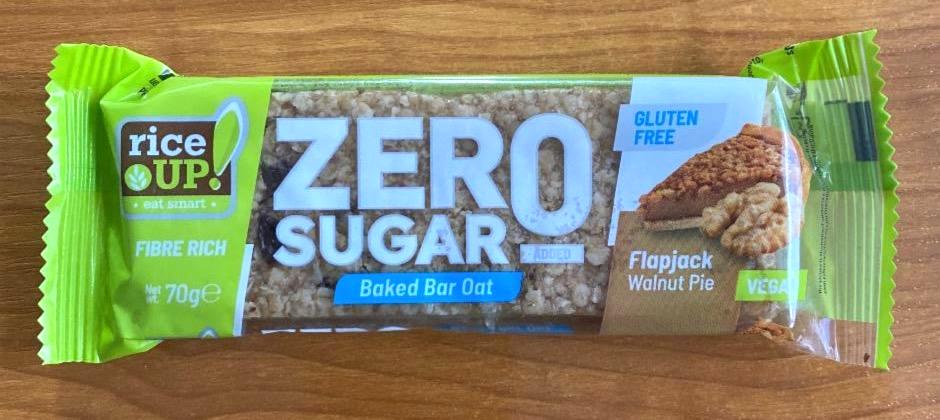 rice
UP!
• eat smart •
FIBRE RICH
Net
wt. 70g℮
ZERO
SUGAR
ADDED
Baked Bar Oat
GLUTEN
FREE
Flapjack
Walnut Pie
VEGAN